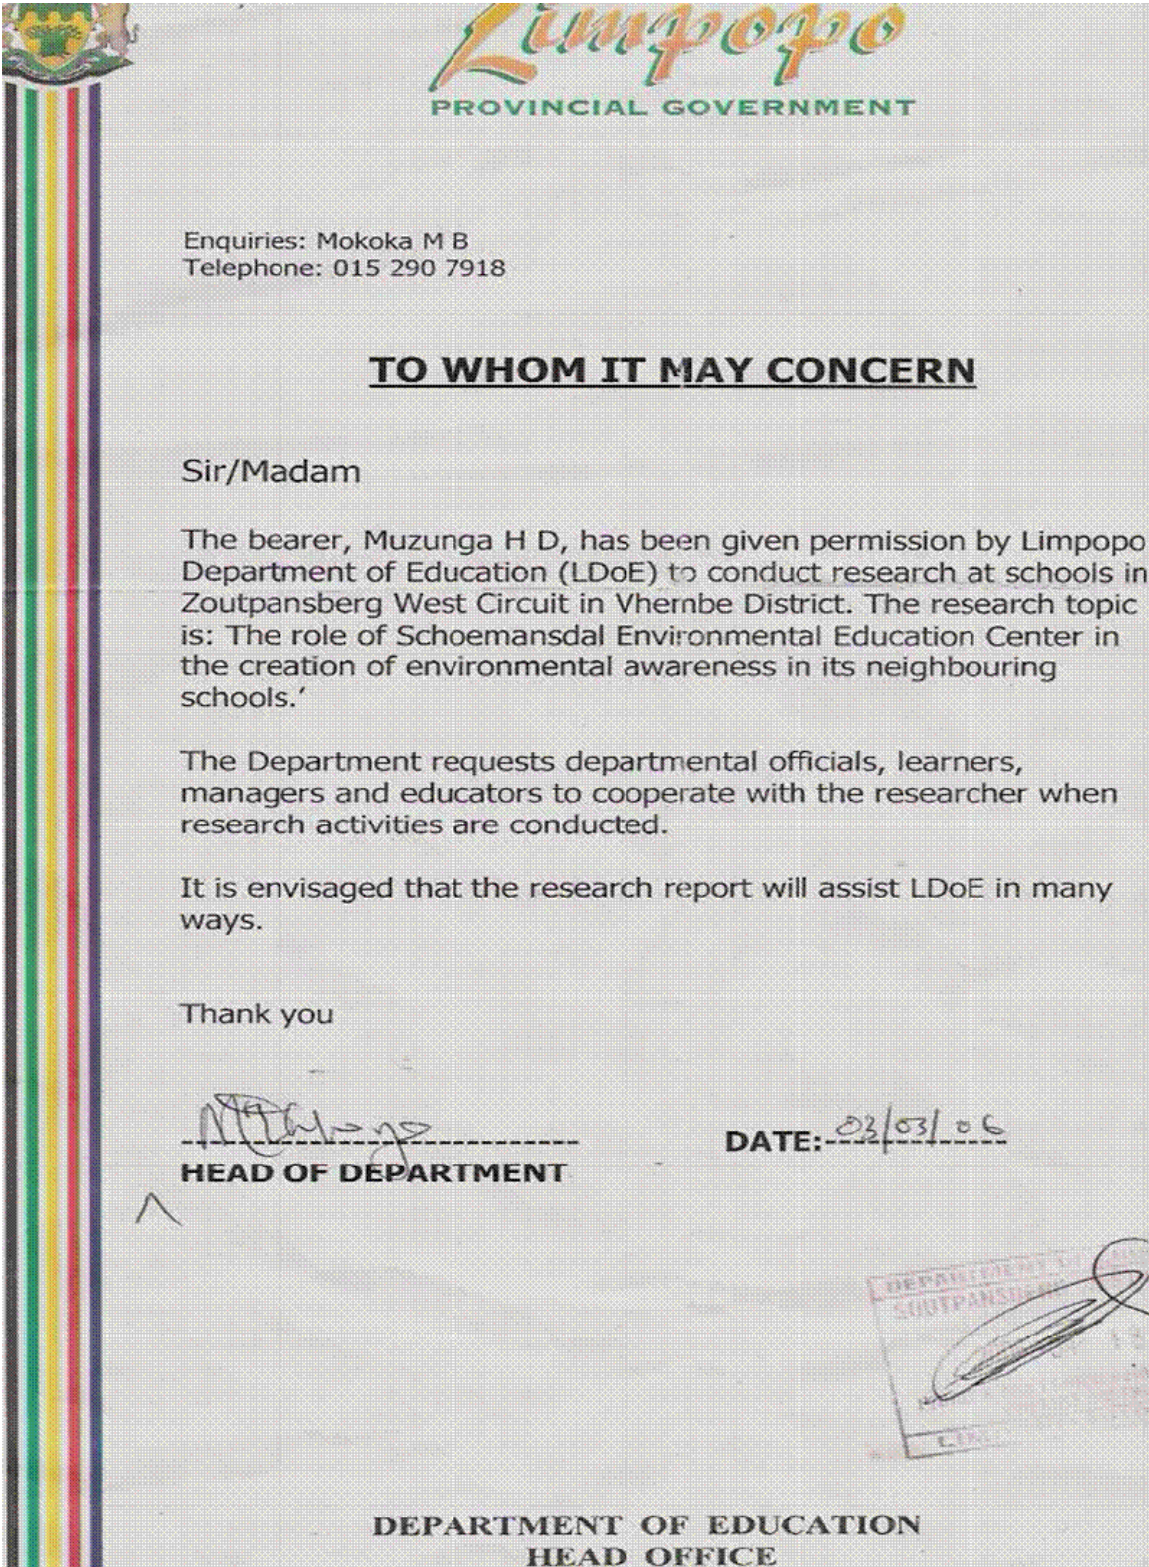 Limpopo
PROVINCIAL GOVERNMENT
Enquiries: Mokoka M B
Telephone: 015 290 7918
TO WHOM IT MAY CONCERN
Sir/Madam
The bearer, Muzunga H D, has been given permission by Limpopo
Department of Education (LDoE) to conduct research at schools in
Zoutpansberg West Circuit in Vhembe District. The research topic
is: The role of Schoemansdal Environmental Education Center in
the creation of environmental awareness in its neighbouring
schools.’
The Department requests departmental officials, learners,
managers and educators to cooperate with the researcher when
research activities are conducted.
It is envisaged that the research report will assist LDoE in many
ways.
Thank you
HEAD OF DEPARTMENT
DATE: 03/03/06
DEPARTMENT
DEPARTMENT OF EDUCATION
HEAD OFFICE